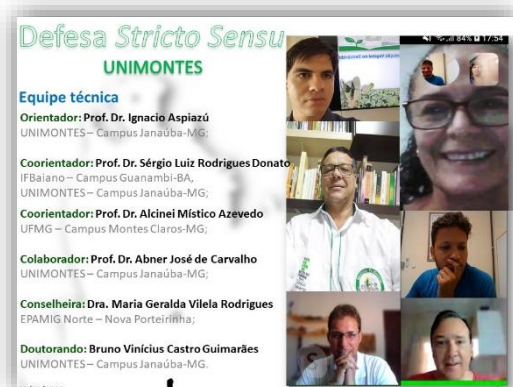 Defesa Stricto Sensu
UNIMONTES
Equipe técnica
Orientador: Prof. Dr. Ignacio Aspiazú
UNIMONTES – Campus Janaúba-MG;
Coorientador: Prof. Dr. Sérgio Luiz Rodrigues Donato
IFBaiano – Campus Guanambi-BA,
UNIMONTES – Campus Janaúba-MG;
Coorientador: Prof. Dr. Alcinei Místico Azevedo
UFMG – Campus Montes Claros-MG;
Colaborador: Prof. Dr. Abner José de Carvalho
UNIMONTES – Campus Janaúba-MG;
Conselheira: Dra. Maria Geralda Vilela Rodrigues
EPAMIG Norte – Nova Porteirinha;
Doutorando: Bruno Vinícius Castro Guimarães
UNIMONTES – Campus Janaúba-MG.
84% 17:54